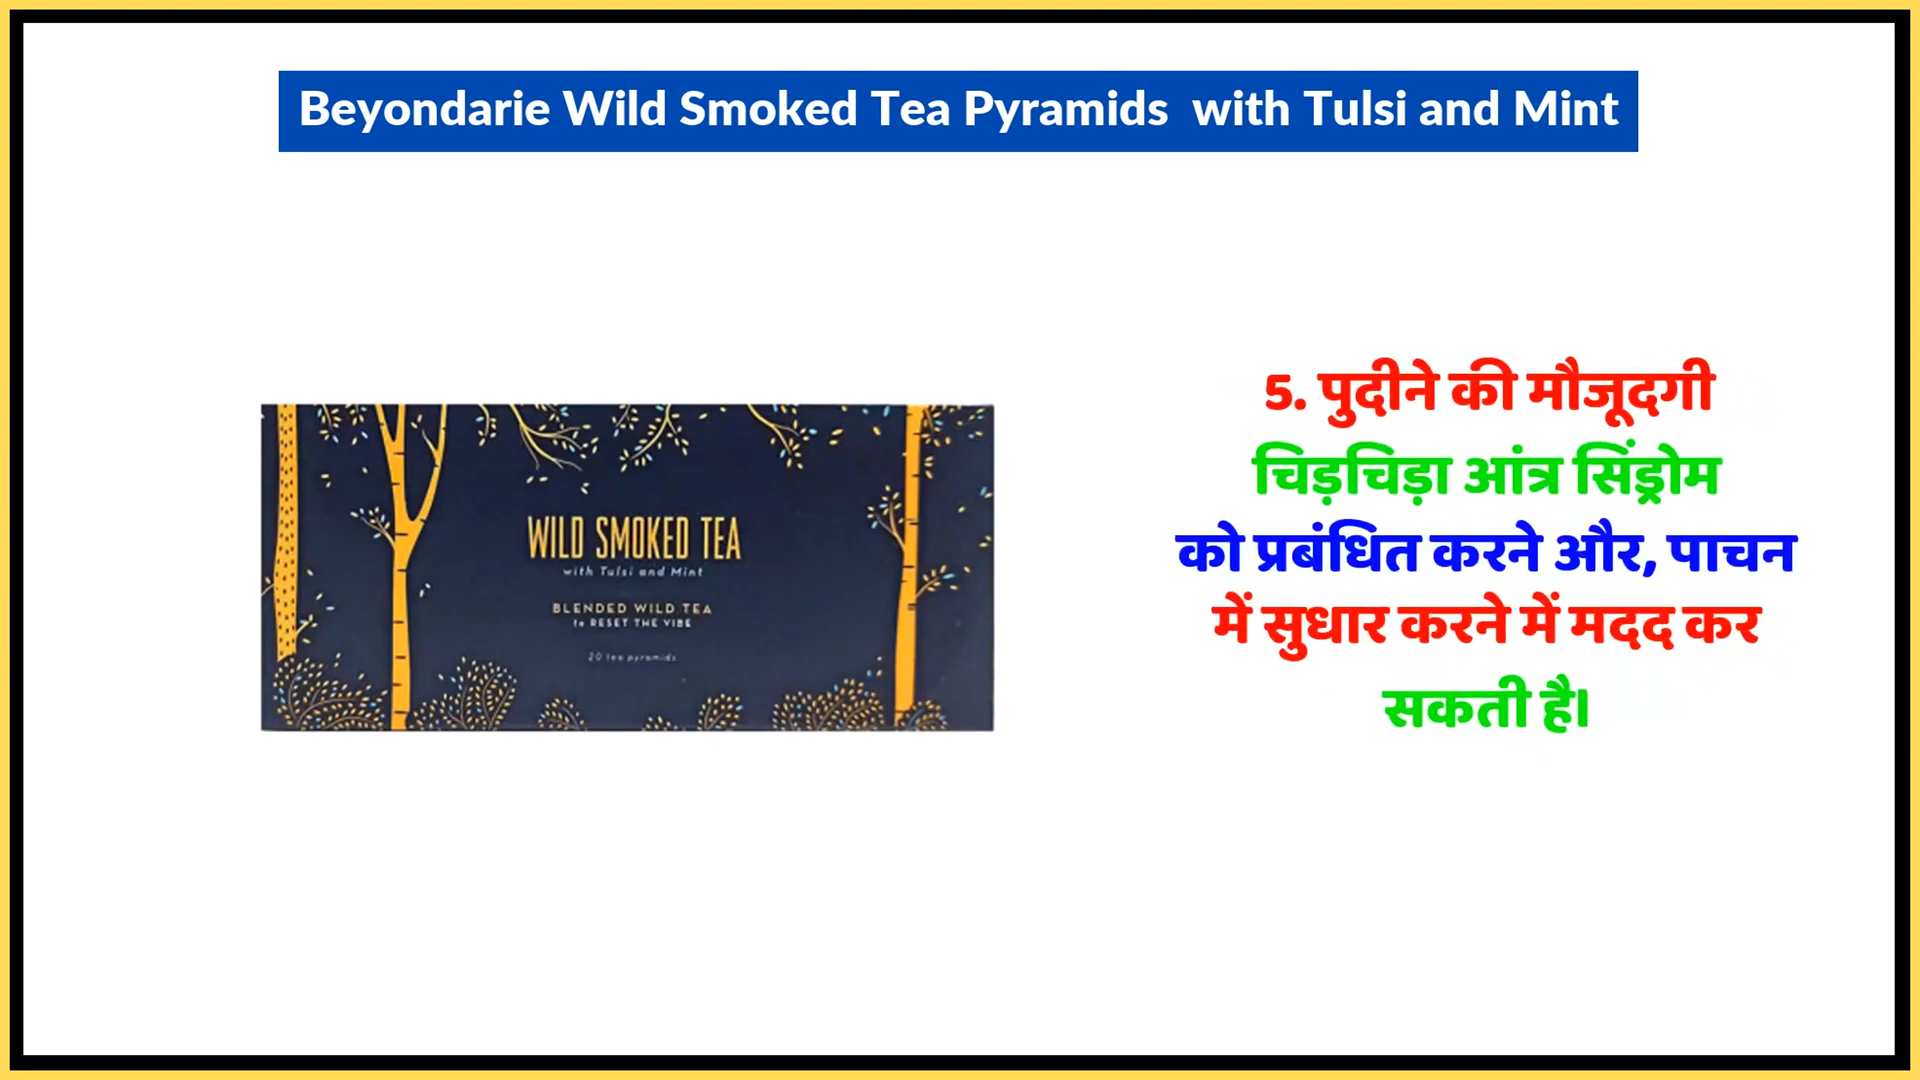 Beyondarie Wild Smoked Tea Pyramids with Tulsi and Mint
WILD SMOKED TEA
with Tulsi and Mint
BLENDED WILD TEA
to RESET THE VIBE
20 tea pyramids
5. पुदीने की मौजूदगी
चिड़चिड़ा आंत्र सिंड्रोम
को प्रबंधित करने और, पाचन
में सुधार करने में मदद कर
सकती है।